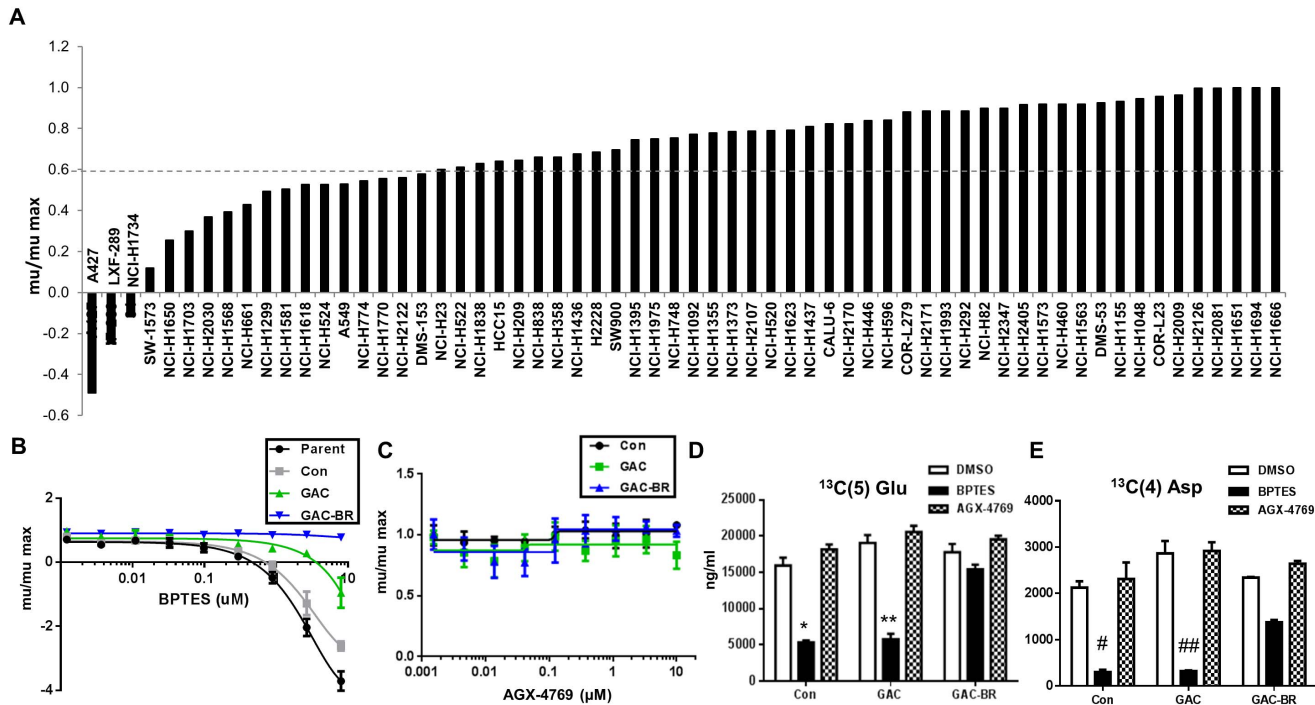 A
mu/mu max
1.2
1.0
0.8
0.6
0.4
0.2
0.0
-0.2
-0.4
-0.6
A427
LXF-289
NCI-H1734
SW-1573
NCI-H1650
NCI-H1703
NCI-H2030
NCI-H1568
NCI-H661
NCI-H1299
NCI-H1581
NCI-H1618
NCI-H524
A549
NCI-H774
NCI-H1770
NCI-H2122
DMS-153
NCI-H23
NCI-H522
NCI-H1838
HCC15
NCI-H209
NCI-H838
NCI-H358
NCI-H1436
H2228
SW900
NCI-H1395
NCI-H1975
NCI-H748
NCI-H1092
NCI-H1355
NCI-H1373
NCI-H2107
NCI-H520
NCI-H1623
NCI-H1437
CALU-6
NCI-H2170
NCI-H446
NCI-H596
COR-L279
NCI-H2171
NCI-H1993
NCI-H292
NCI-H82
NCI-H2347
NCI-H2405
NCI-H1573
NCI-H460
NCI-H1563
DMS-53
NCI-H1155
NCI-H1048
COR-L23
NCI-H2009
NCI-H2126
NCI-H2081
NCI-H1651
NCI-H1694
NCI-H1666
B
Parent
Con
GAC
GAC-BR
mu/mu max
2
0
-2
-4
0.01
0.1
1
10
BPTES (uM)
C
Con
GAC
GAC-BR
mu/mu max
1.5
1.0
0.5
0.0
0.001
0.01
0.1
1
10
AGX-4769 (µM)
D
DMSO
BPTES
AGX-4769
13C(5) Glu
ng/ml
25000
20000
15000
10000
5000
0
*
**
Con
GAC
GAC-BR
E
DMSO
BPTES
AGX-4769
13C(4) Asp
4000
3000
2000
1000
0
#
##
Con
GAC
GAC-BR